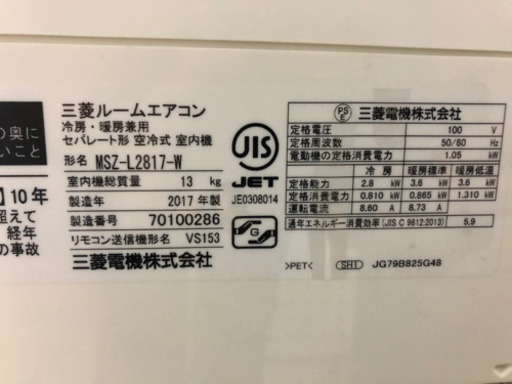 の奥に
いこと
】10年
超えて
経年
の事故
三菱ルームエアコン
冷房・暖房兼用
セパレート形 空冷式 室内機
形名 MSZ-L2817-W
室内機総質量 13 kg
製造年 2017 年製
製造番号 70100286
リモコン送信機形名 VS153
三菱電機株式会社
JIS
JET
JE0308014
PS
E
三菱電機株式会社
定格電圧 100 V
定格周波数 50/60 Hz
電動機の定格消費電力 1.05 kW
冷 房 暖房標準 暖房低温
定格能力 2.8 kW 3.6 kW 3.6 kW
定格消費電力 0.810 kW 0.865 kW 1.310 kW
運転電流 8.60 A 8.73 A
通年エネルギー消費効率(JIS C 9612:2013) 5.9
>PET< SHI JG79B825G48